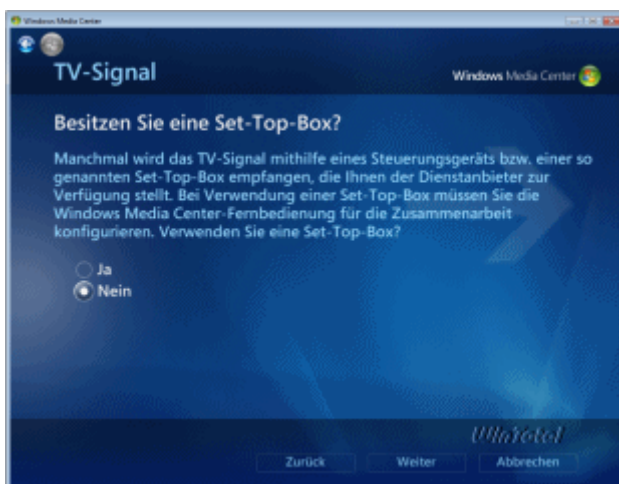 Windows Media Center
TV-Signal
Windows Media Center
Besitzen Sie eine Set-Top-Box?
Manchmal wird das TV-Signal mithilfe eines Steuerungsgeräts bzw. einer so
genannten Set-Top-Box empfangen, die Ihnen der Dienstanbieter zur
Verfügung stellt. Bei Verwendung einer Set-Top-Box müssen Sie die
Windows Media Center-Fernbedienung für die Zusammenarbeit
konfigurieren. Verwenden Sie eine Set-Top-Box?
Ja
Nein
WinTotal
Zurück Weiter Abbrechen